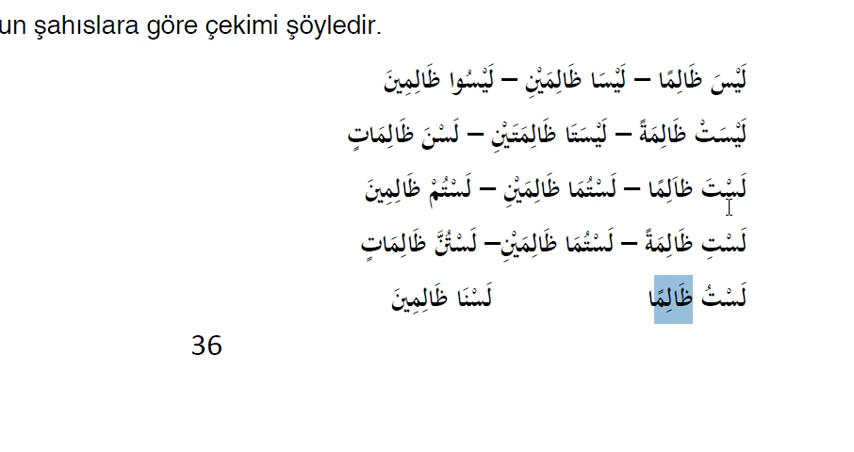 un şahıslara göre çekimi şöyledir.
لَيْسَ ظَالِمًا – لَيْسَا ظَالِمَيْنِ – لَيْسُوا ظَالِمِينَ
لَيْسَتْ ظَالِمَةً – لَيْسَتَا ظَالِمَتَيْنِ – لَسْنَ ظَالِمَاتٍ
لَسْتَ ظاَلِمًا – لَسْتُمَا ظَالِمَيْنِ – لَسْتُمْ ظَالِمِينَ
لَسْتِ ظَالِمَةً – لَسْتُمَا ظَالِمَيْنِ– لَسْتُنَّ ظَالِمَاتٍ
لَسْتُ ظَالِمًا لَسْنَا ظَالِمِينَ
36